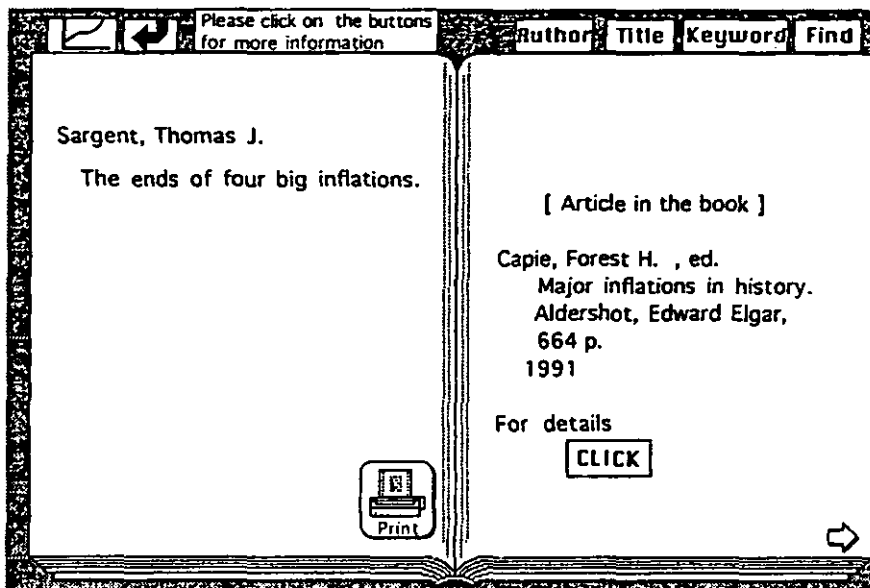 Please click on the buttons
for more information
Author Title Keyword Find
Sargent, Thomas J.
The ends of four big inflations.
Print
[ Article in the book ]
Capie, Forest H. , ed.
Major inflations in history.
Aldershot, Edward Elgar,
664 p.
1991
For details
CLICK